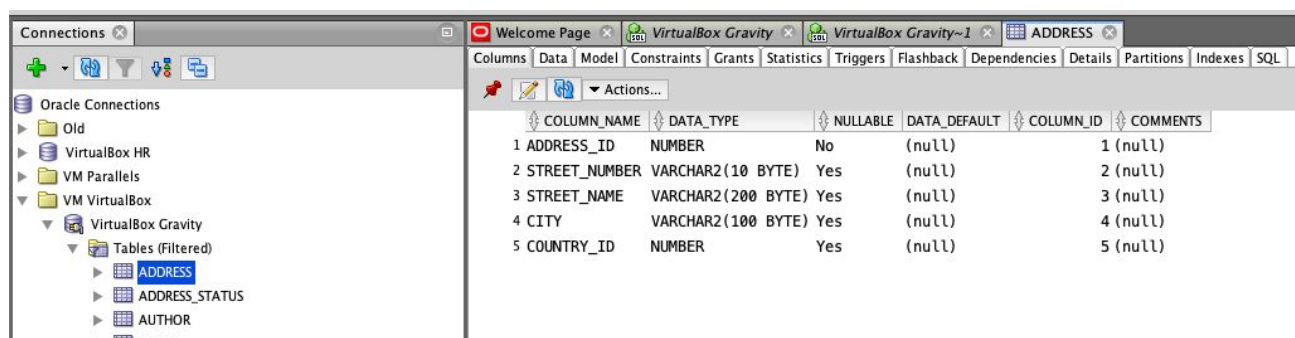 Connections
Oracle Connections
Old
VirtualBox HR
VM Parallels
VM VirtualBox
VirtualBox Gravity
Tables (Filtered)
ADDRESS
ADDRESS_STATUS
AUTHOR
Welcome Page SQL VirtualBox Gravity SQL VirtualBox Gravity~1 ADDRESS
Columns Data Model Constraints Grants Statistics Triggers Flashback Dependencies Details Partitions Indexes SQL
Actions...
COLUMN_NAME DATA_TYPE NULLABLE DATA_DEFAULT COLUMN_ID COMMENTS
1 ADDRESS_ID NUMBER No (null) 1 (null)
2 STREET_NUMBER VARCHAR2(10 BYTE) Yes (null) 2 (null)
3 STREET_NAME VARCHAR2(200 BYTE) Yes (null) 3 (null)
4 CITY VARCHAR2(100 BYTE) Yes (null) 4 (null)
5 COUNTRY_ID NUMBER Yes (null) 5 (null)